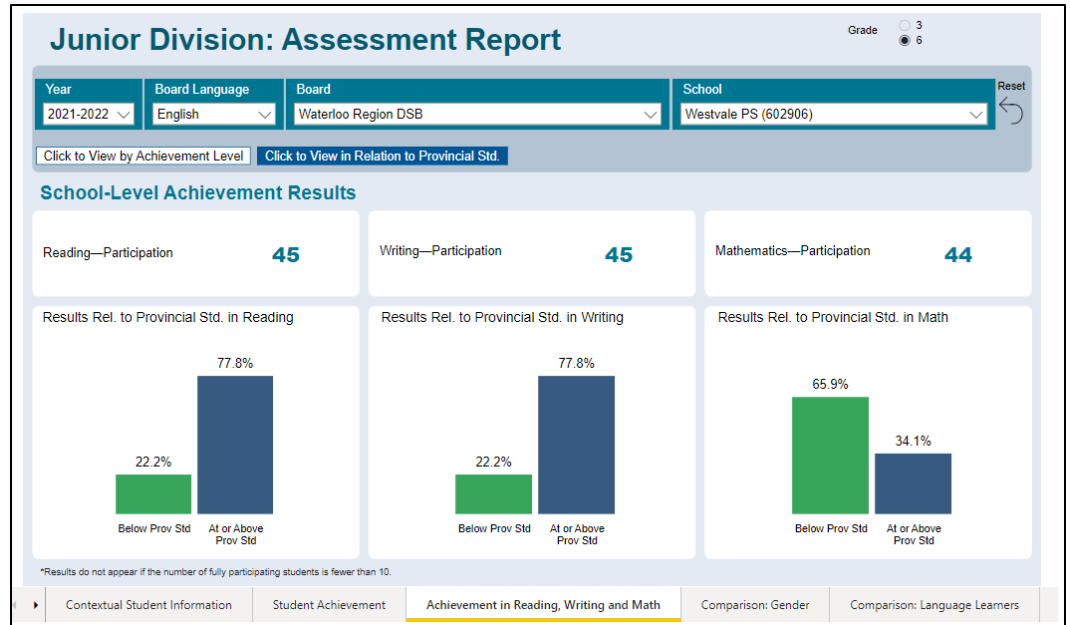 Junior Division: Assessment Report
Grade
3
6
Year
Board Language
Board
School
Reset
2021-2022
English
Waterloo Region DSB
Westvale PS (602906)
Click to View by Achievement Level
Click to View in Relation to Provincial Std.
School-Level Achievement Results
Reading—Participation 45
Writing—Participation 45
Mathematics—Participation 44
Results Rel. to Provincial Std. in Reading
77.8%
22.2%
Below Prov Std
At or Above
Prov Std
Results Rel. to Provincial Std. in Writing
77.8%
22.2%
Below Prov Std
At or Above
Prov Std
Results Rel. to Provincial Std. in Math
65.9%
34.1%
Below Prov Std
At or Above
Prov Std
*Results do not appear if the number of fully participating students is fewer than 10.
Contextual Student Information
Student Achievement
Achievement in Reading, Writing and Math
Comparison: Gender
Comparison: Language Learners